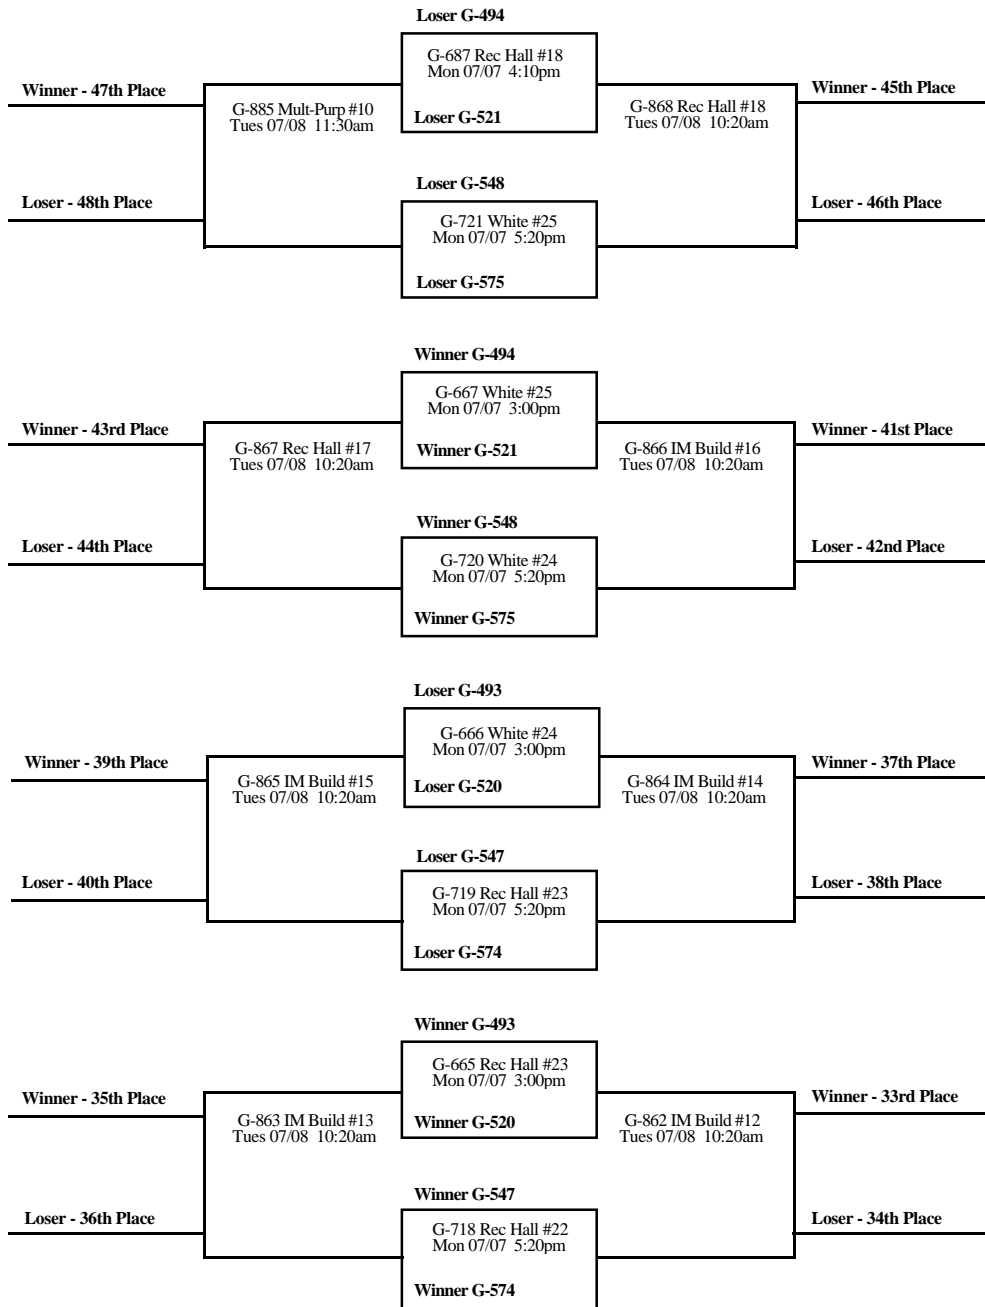 Loser G-494
G-687 Rec Hall #18
Mon 07/07 4:10pm
Winner - 47th Place
Winner - 45th Place
G-885 Mult-Purp #10
Tues 07/08 11:30am
Loser G-521
G-868 Rec Hall #18
Tues 07/08 10:20am
Loser G-548
Loser - 48th Place
Loser - 46th Place
G-721 White #25
Mon 07/07 5:20pm
Loser G-575
Winner G-494
G-667 White #25
Mon 07/07 3:00pm
Winner - 43rd Place
Winner - 41st Place
G-867 Rec Hall #17
Tues 07/08 10:20am
Winner G-521
G-866 IM Build #16
Tues 07/08 10:20am
Winner G-548
Loser - 44th Place
Loser - 42nd Place
G-720 White #24
Mon 07/07 5:20pm
Winner G-575
Loser G-493
G-666 White #24
Mon 07/07 3:00pm
Winner - 39th Place
Winner - 37th Place
G-865 IM Build #15
Tues 07/08 10:20am
Loser G-520
G-864 IM Build #14
Tues 07/08 10:20am
Loser G-547
Loser - 40th Place
Loser - 38th Place
G-719 Rec Hall #23
Mon 07/07 5:20pm
Loser G-574
Winner G-493
G-665 Rec Hall #23
Mon 07/07 3:00pm
Winner - 35th Place
Winner - 33rd Place
G-863 IM Build #13
Tues 07/08 10:20am
Winner G-520
G-862 IM Build #12
Tues 07/08 10:20am
Winner G-547
Loser - 36th Place
Loser - 34th Place
G-718 Rec Hall #22
Mon 07/07 5:20pm
Winner G-574